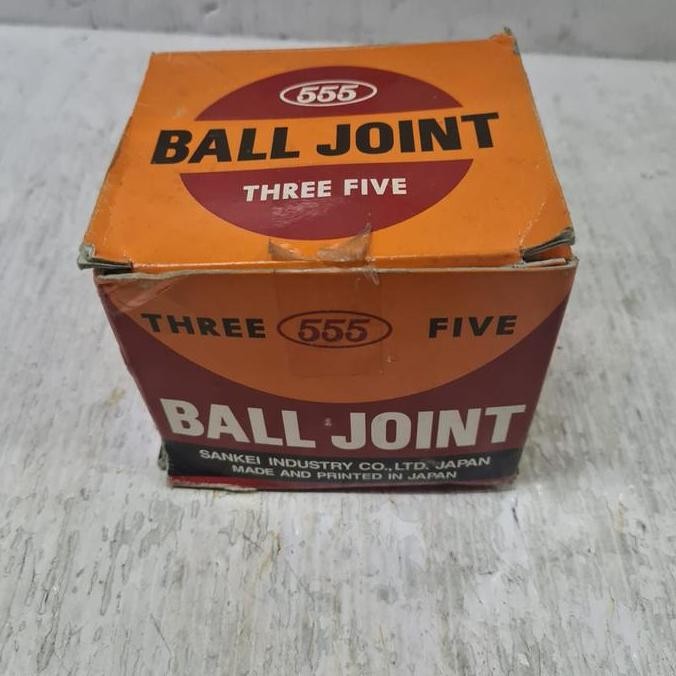 555
BALL JOINT
THREE FIVE
THREE 555 FIVE
BALL JOINT
SANKEI INDUSTRY CO.,LTD. JAPAN
MADE AND PRINTED IN JAPAN